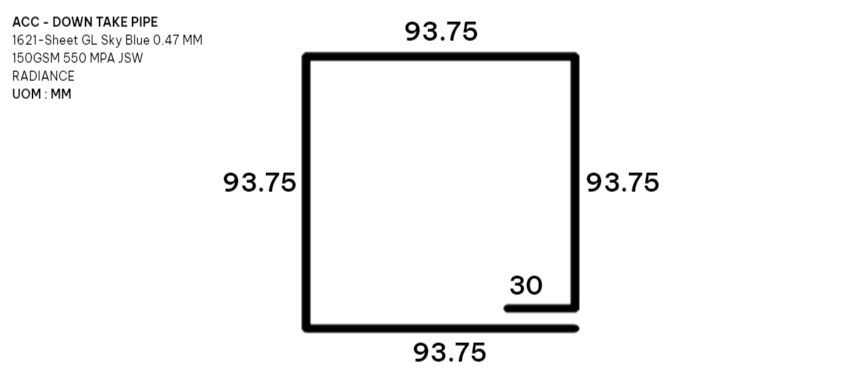 ACC - DOWN TAKE PIPE
1621-Sheet GL Sky Blue 0.47 MM
150GSM 550 MPA JSW
RADIANCE
UOM : MM
93.75
93.75
93.75
30
93.75